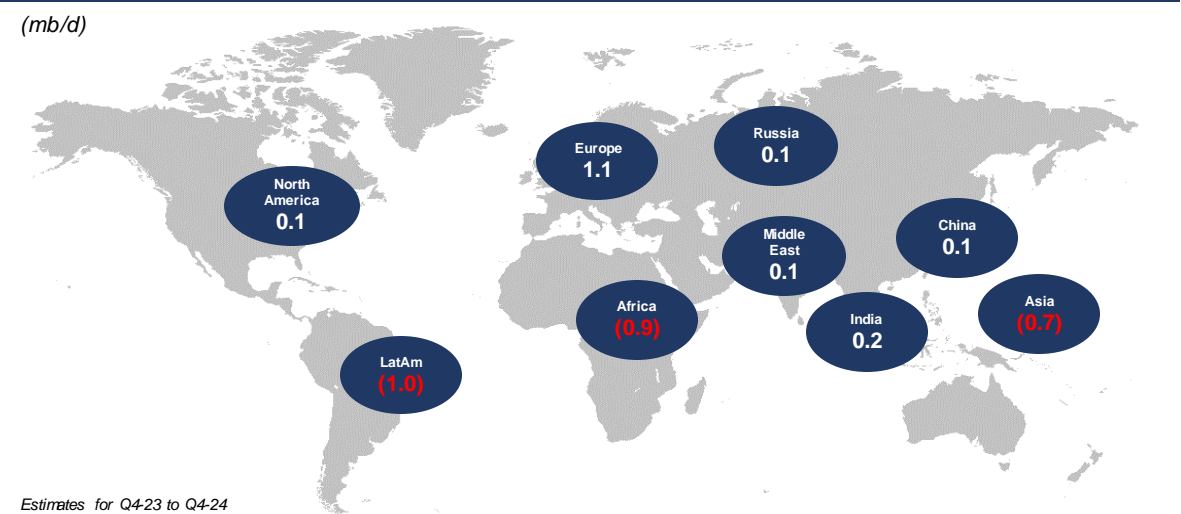 (mb/d)
Europe
1.1
Russia
0.1
North
America
0.1
China
0.1
Middle
East
0.1
Africa
(0.9)
Asia
(0.7)
India
0.2
LatAm
(1.0)
Estimates for Q4-23 to Q4-24